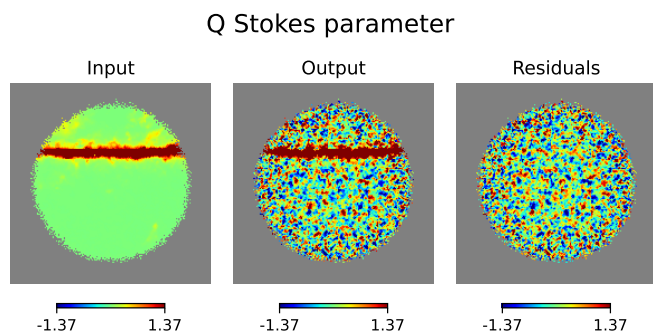 Q Stokes parameter
Input
Output
Residuals
-1.37 1.37
-1.37 1.37
-1.37 1.37